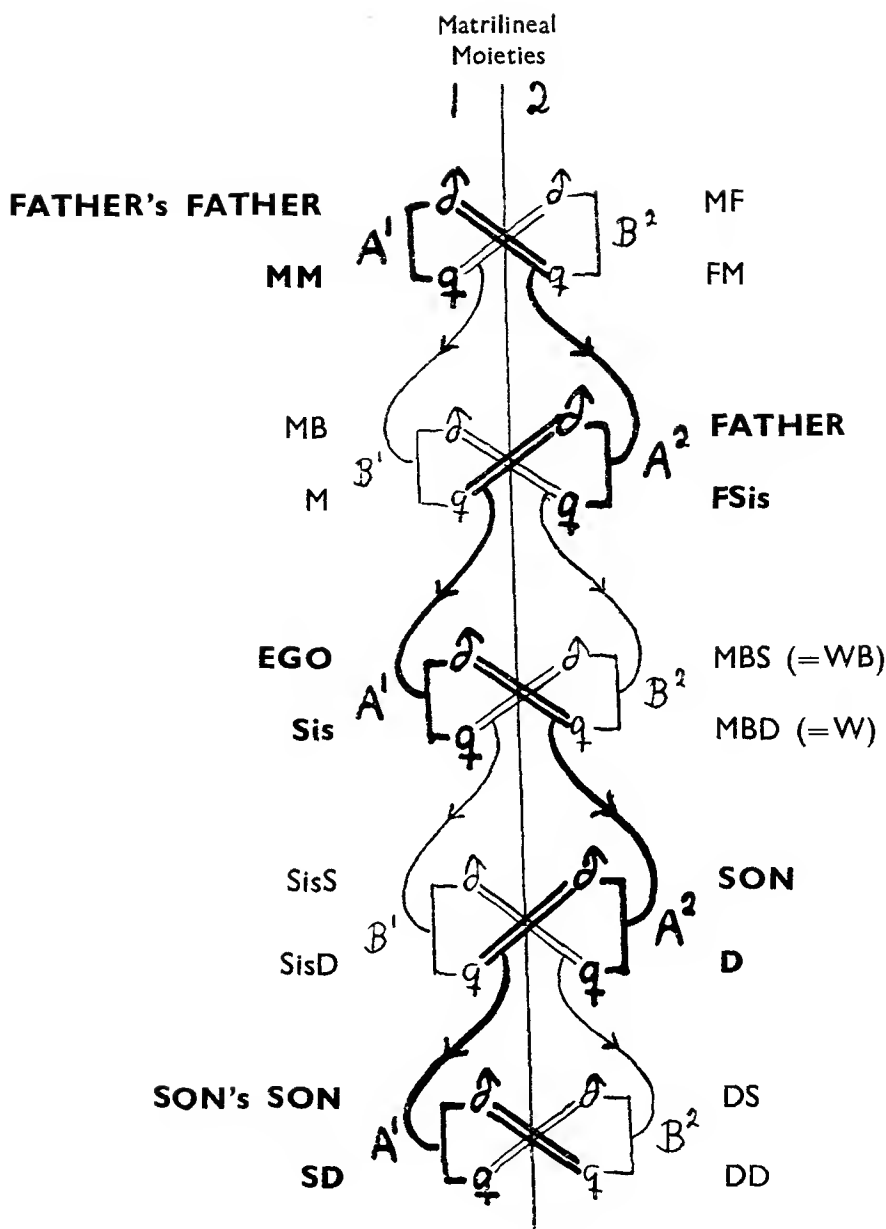 Matrilineal
Moieties
1 2
FATHER's FATHER ♂ ♂ MF
A¹ B²
MM ♀ ♀ FM
MB ♂ ♂ FATHER
B¹ A²
M ♀ ♀ FSis
EGO ♂ ♂ MBS (=WB)
A¹ B²
Sis ♀ ♀ MBD (=W)
SisS ♂ ♂ SON
B¹ A²
SisD ♀ ♀ D
SON's SON ♂ ♂ DS
A¹ B²
SD ♀ ♀ DD